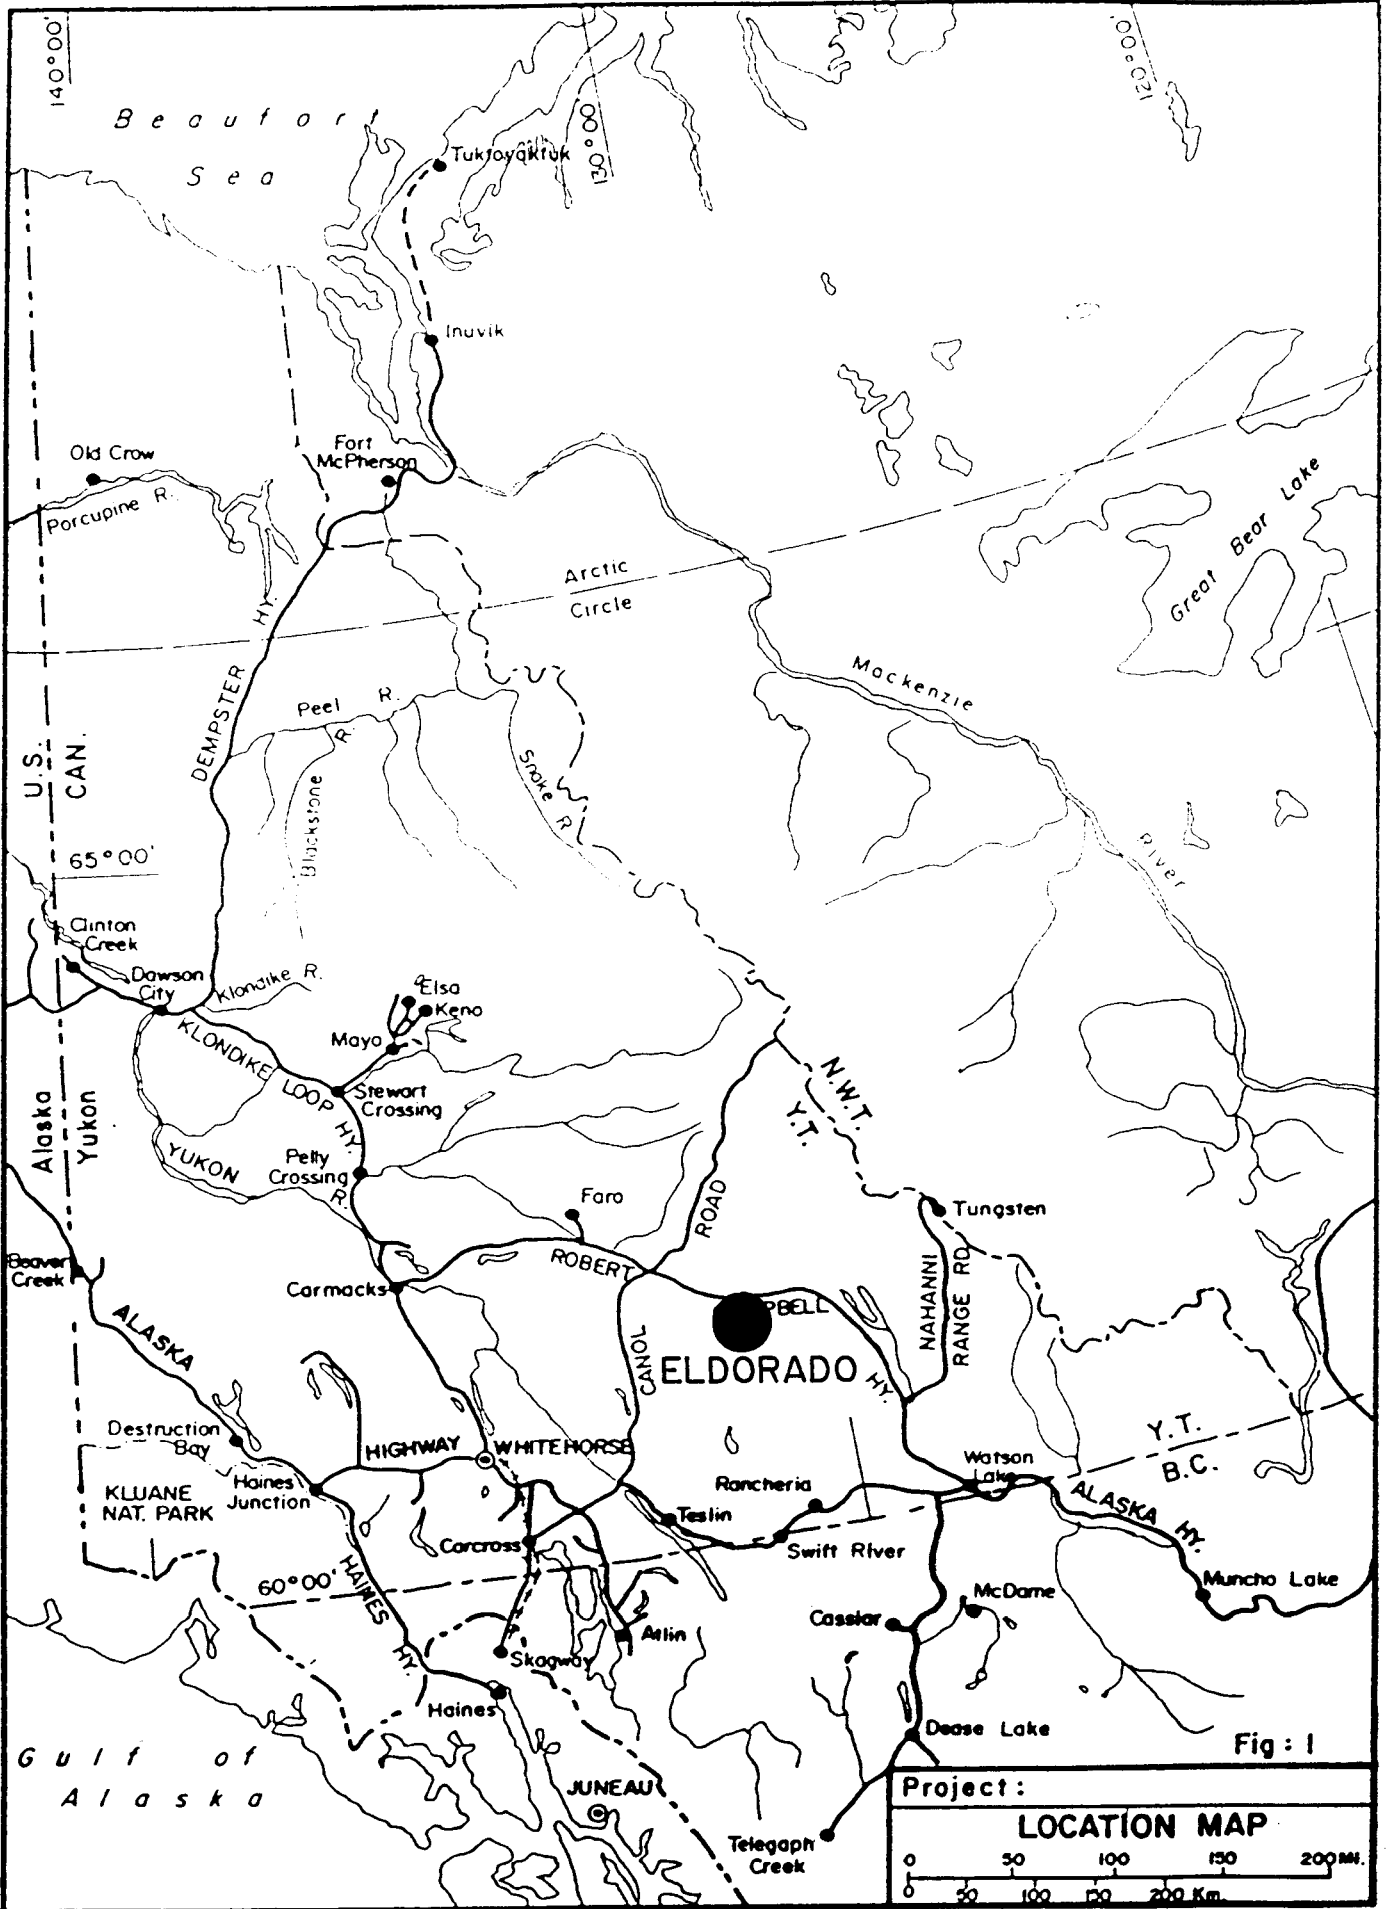 140°00'
130°00
120°00'
Beaufort
Sea
Tuktoyaktuk
Inuvik
Old Crow
Porcupine R.
Fort
McPherson
Great Bear Lake
Arctic
Circle
DEMPSTER HY.
Mackenzie
River
Peel R.
Blackstone R.
Snake R.
U.S.
CAN.
65°00'
Clinton
Creek
Dawson
City
Klondike R.
Elsa
Keno
Mayo
KLONDIKE LOOP HY.
Stewart
Crossing
Alaska
Yukon
YUKON R.
Pelly
Crossing
N.W.T.
Y.T.
Faro
ROAD
Tungsten
Beaver
Creek
Carmacks
ROBERT
PBELL
HY.
NAHANNI
RANGE RD.
ALASKA
CANOL
ELDORADO
Destruction
Bay
HIGHWAY
WHITEHORSE
Y.T.
B.C.
Watson
Lake
KLUANE
NAT. PARK
Haines
Junction
Rancheria
Teslin
ALASKA HY.
Carcross
Swift River
60°00'
HAINES HY.
Muncho Lake
McDame
Cassiar
Atlin
Skagway
Haines
Dease Lake
Gulf of
Alaska
JUNEAU
Telegaph
Creek
Fig : 1
Project :
LOCATION MAP
0 50 100 150 200 Mi.
0 50 100 150 200 Km.